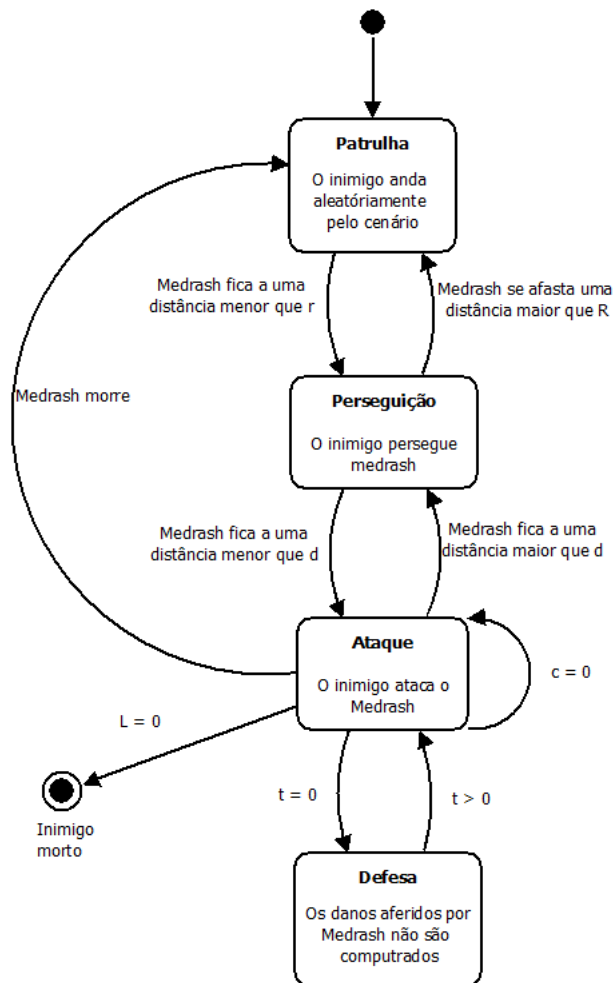 Patrulha
O inimigo anda
aleatóriamente
pelo cenário
Medrash fica a uma
distância menor que r
Medrash se afasta uma
distância maior que R
Medrash morre
Perseguição
O inimigo persegue
medrash
Medrash fica a uma
distância menor que d
Medrash fica a uma
distância maior que d
Ataque
O inimigo ataca o
Medrash
c = 0
L = 0
Inimigo
morto
t = 0
t > 0
Defesa
Os danos aferidos por
Medrash não são
computrados